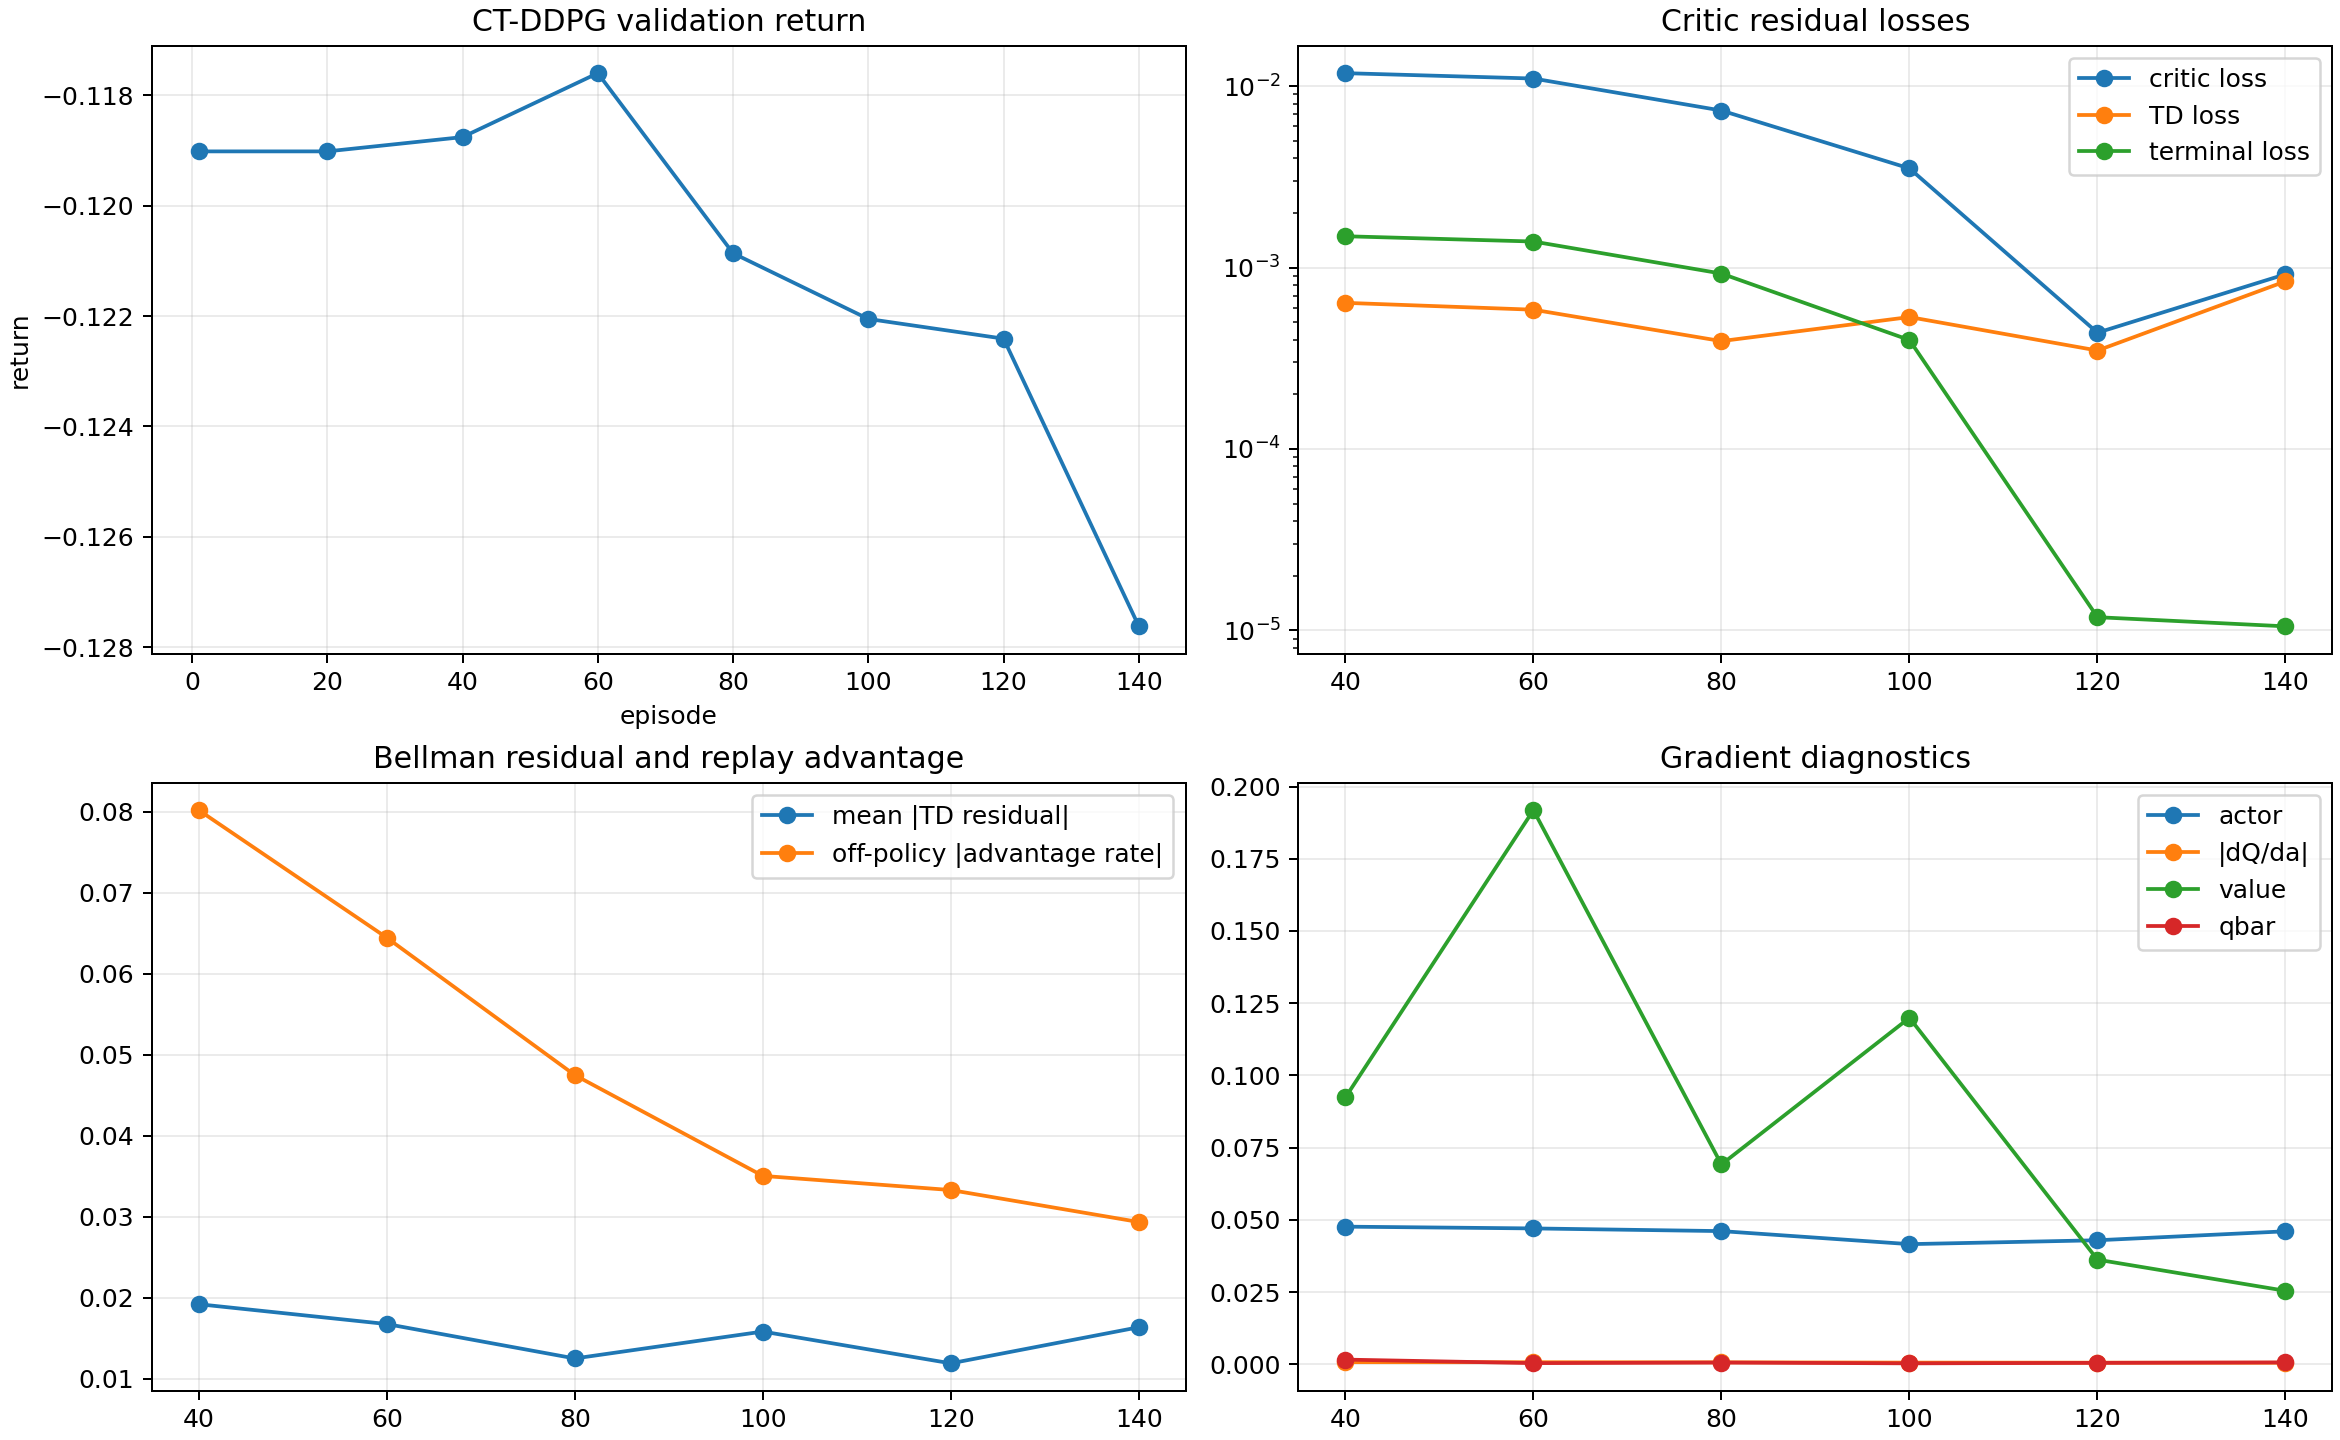 CT-DDPG validation return
−0.118
−0.120
−0.122
−0.124
−0.126
−0.128
return
0 20 40 60 80 100 120 140
episode
Critic residual losses
critic loss
TD loss
terminal loss
10−2
10−3
10−4
10−5
40 60 80 100 120 140
Bellman residual and replay advantage
mean |TD residual|
off-policy |advantage rate|
0.08
0.07
0.06
0.05
0.04
0.03
0.02
0.01
40 60 80 100 120 140
Gradient diagnostics
actor
|dQ/da|
value
qbar
0.200
0.175
0.150
0.125
0.100
0.075
0.050
0.025
0.000
40 60 80 100 120 140